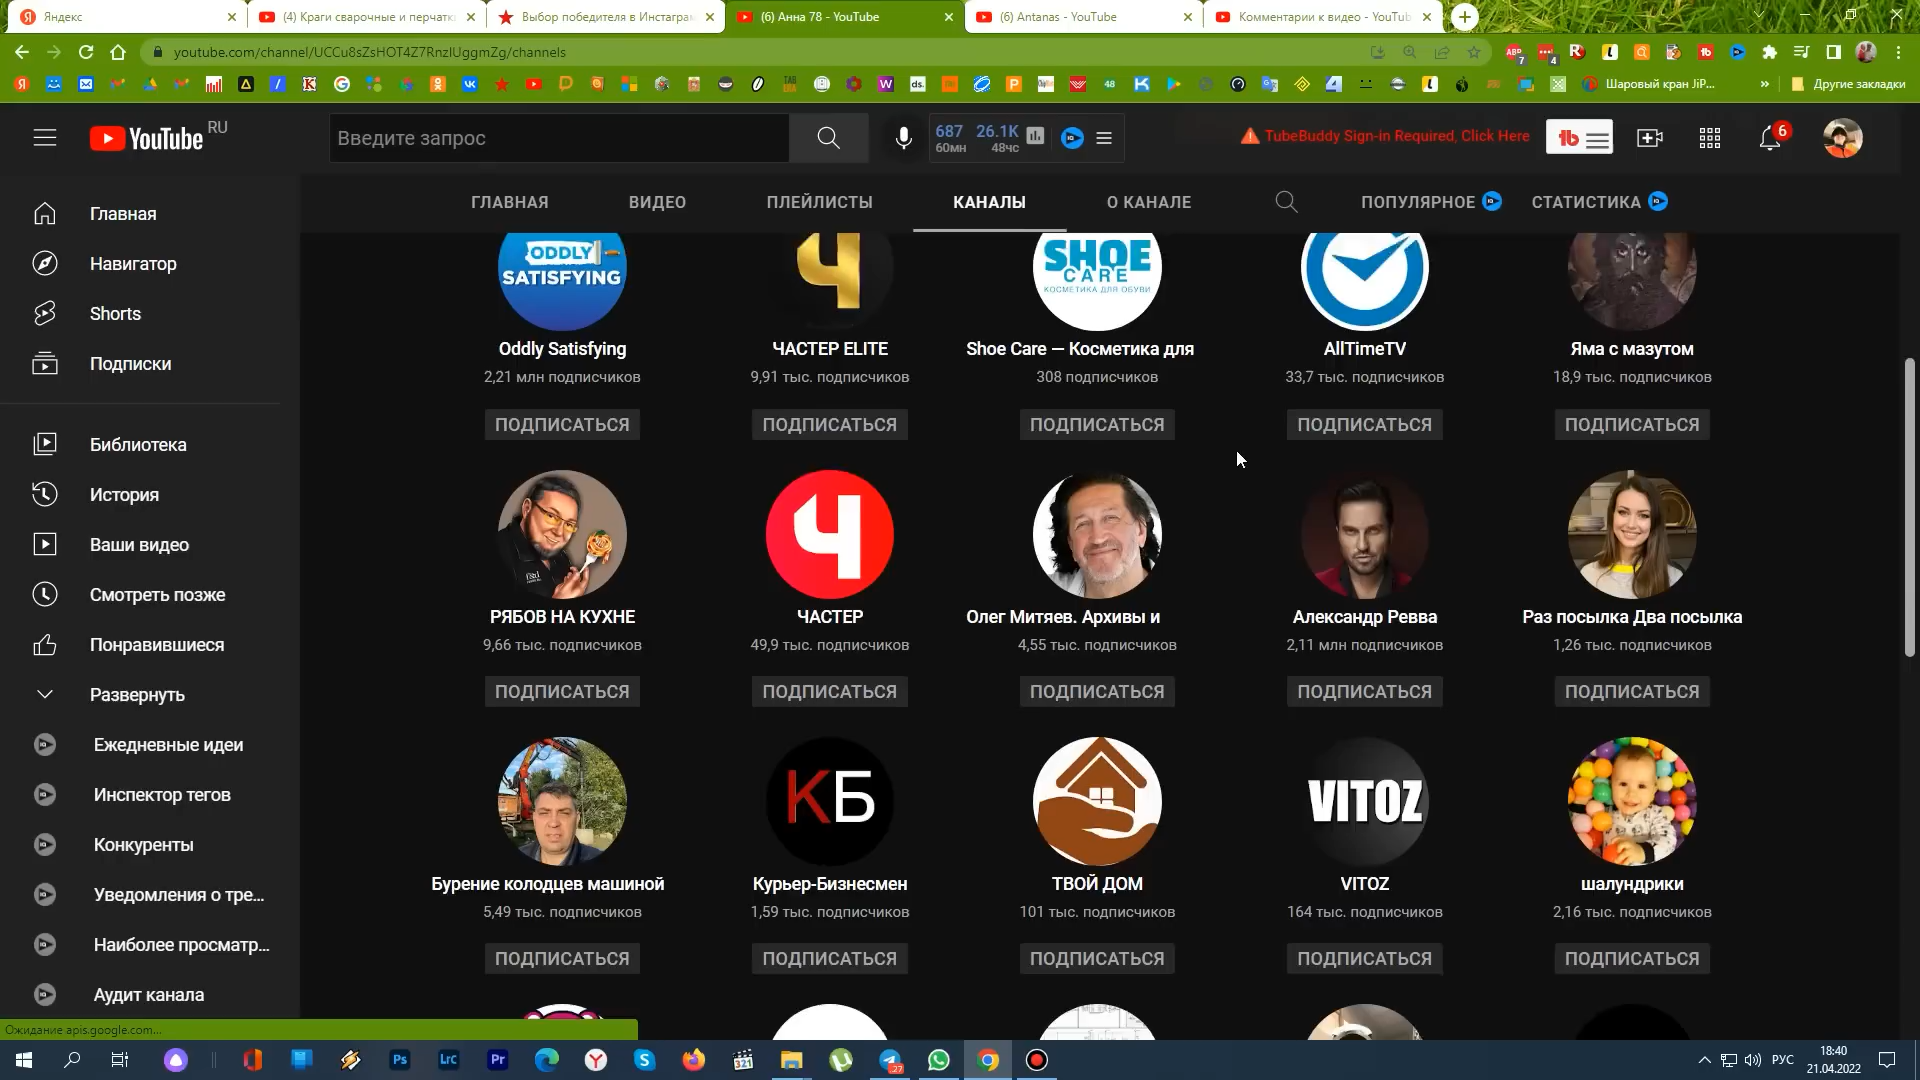 Яндекс
(4) Краги сварочные и перчатк
Выбор победителя в Инстаграм
(6) Анна 78 - YouTube
(6) Antanas - YouTube
Комментарии к видео - YouTub
youtube.com/channel/UCCu8sZsHOT4Z7RnzIUggmZg/channels
Шаровый кран JiP...
»
Другие закладки
YouTube RU
Введите запрос
687 26.1K
60мн 48чс
TubeBuddy Sign-in Required, Click Here
tb
6
ГЛАВНАЯ ВИДЕО ПЛЕЙЛИСТЫ КАНАЛЫ О КАНАЛЕ ПОПУЛЯРНОЕ СТАТИСТИКА
Главная
Навигатор
Shorts
Подписки
Библиотека
История
Ваши видео
Смотреть позже
Понравившиеся
Развернуть
Ежедневные идеи
Инспектор тегов
Конкуренты
Уведомления о тре...
Наиболее просматр...
Аудит канала
ODDLY
SATISFYING
Ч
SHOE
CARE
КОСМЕТИКА ДЛЯ ОБУВИ
Oddly Satisfying ЧАСТЕР ELITE Shoe Care — Косметика для AllTimeTV Яма с мазутом
2,21 млн подписчиков 9,91 тыс. подписчиков 308 подписчиков 33,7 тыс. подписчиков 18,9 тыс. подписчиков
ПОДПИСАТЬСЯ ПОДПИСАТЬСЯ ПОДПИСАТЬСЯ ПОДПИСАТЬСЯ ПОДПИСАТЬСЯ
Ч
РЯБОВ НА КУХНЕ ЧАСТЕР Олег Митяев. Архивы и Александр Ревва Раз посылка Два посылка
9,66 тыс. подписчиков 49,9 тыс. подписчиков 4,55 тыс. подписчиков 2,11 млн подписчиков 1,26 тыс. подписчиков
ПОДПИСАТЬСЯ ПОДПИСАТЬСЯ ПОДПИСАТЬСЯ ПОДПИСАТЬСЯ ПОДПИСАТЬСЯ
КБ
VITOZ
Бурение колодцев машиной Курьер-Бизнесмен ТВОЙ ДОМ VITOZ шалундрики
5,49 тыс. подписчиков 1,59 тыс. подписчиков 101 тыс. подписчиков 164 тыс. подписчиков 2,16 тыс. подписчиков
ПОДПИСАТЬСЯ ПОДПИСАТЬСЯ ПОДПИСАТЬСЯ ПОДПИСАТЬСЯ ПОДПИСАТЬСЯ
Ожидание apis.google.com...
Ps
Lrc
Pr
321
27
РУС
18:40
21.04.2022